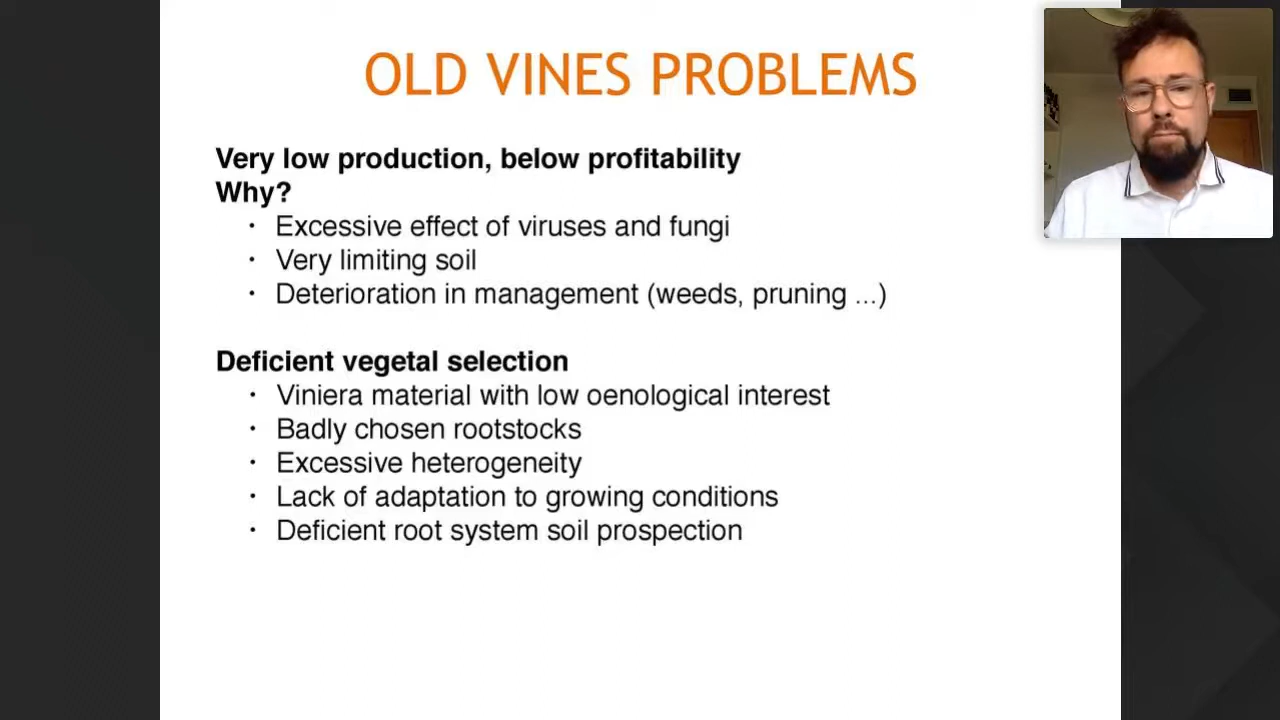 OLD VINES PROBLEMS
Very low production, below profitability
Why?
· Excessive effect of viruses and fungi
· Very limiting soil
· Deterioration in management (weeds, pruning ...)
Deficient vegetal selection
· Viniera material with low oenological interest
· Badly chosen rootstocks
· Excessive heterogeneity
· Lack of adaptation to growing conditions
· Deficient root system soil prospection